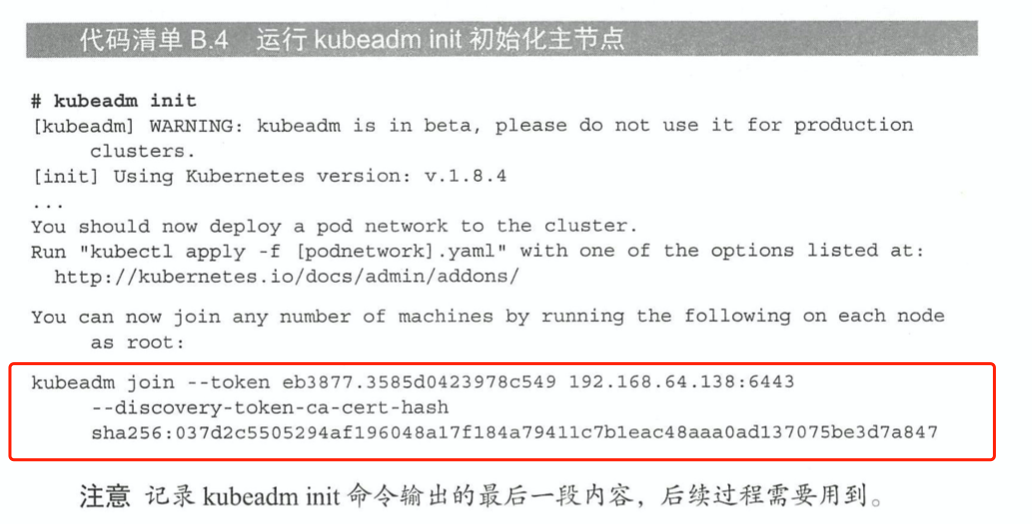 代码清单 B.4 运行 kubeadm init 初始化主节点
# kubeadm init
[kubeadm] WARNING: kubeadm is in beta, please do not use it for production
clusters.
[init] Using Kubernetes version: v.1.8.4
...
You should now deploy a pod network to the cluster.
Run "kubectl apply -f [podnetwork].yaml" with one of the options listed at:
http://kubernetes.io/docs/admin/addons/
You can now join any number of machines by running the following on each node
as root:
kubeadm join --token eb3877.3585d0423978c549 192.168.64.138:6443
--discovery-token-ca-cert-hash
sha256:037d2c5505294af196048a17f184a79411c7b1eac48aaa0ad137075be3d7a847
注意 记录 kubeadm init 命令输出的最后一段内容，后续过程需要用到。